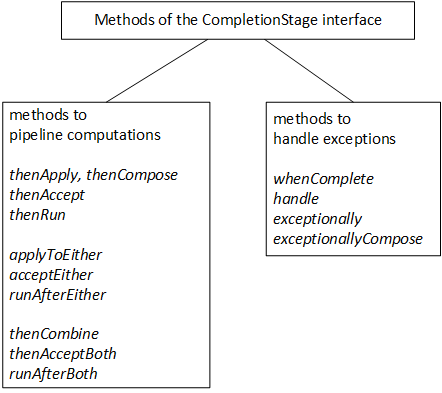 Methods of the CompletionStage interface
methods to
pipeline computations
thenApply, thenCompose
thenAccept
thenRun
applyToEither
acceptEither
runAfterEither
thenCombine
thenAcceptBoth
runAfterBoth
methods to
handle exceptions
whenComplete
handle
exceptionally
exceptionallyCompose